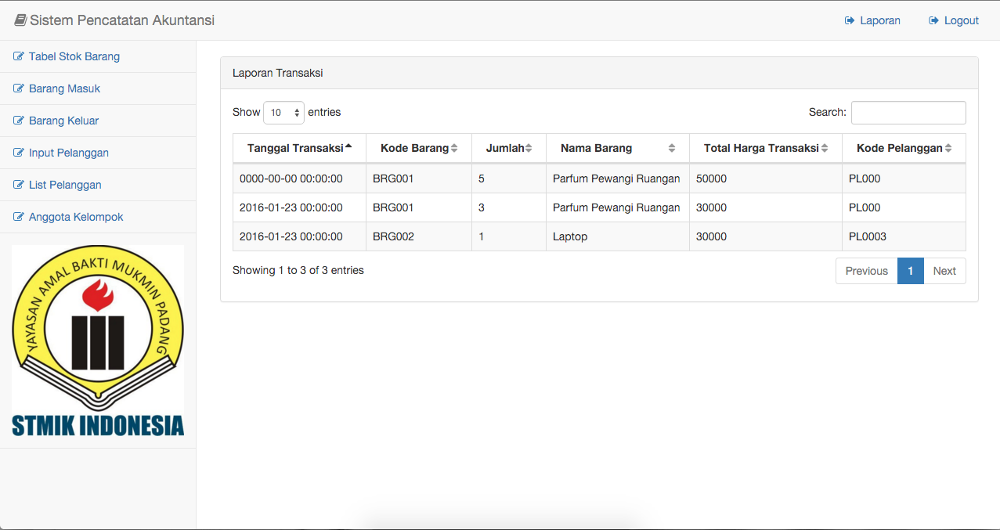 Sistem Pencatatan Akuntansi
Laporan
Logout
Tabel Stok Barang
Barang Masuk
Barang Keluar
Input Pelanggan
List Pelanggan
Anggota Kelompok
YAYASAN AMAL BAKTI MUKMIN PADANG
STMIK INDONESIA
Laporan Transaksi
Show 10 entries
Search:
Tanggal Transaksi Kode Barang Jumlah Nama Barang Total Harga Transaksi Kode Pelanggan
0000-00-00 00:00:00 BRG001 5 Parfum Pewangi Ruangan 50000 PL000
2016-01-23 00:00:00 BRG001 3 Parfum Pewangi Ruangan 30000 PL000
2016-01-23 00:00:00 BRG002 1 Laptop 30000 PL0003
Showing 1 to 3 of 3 entries
Previous 1 Next